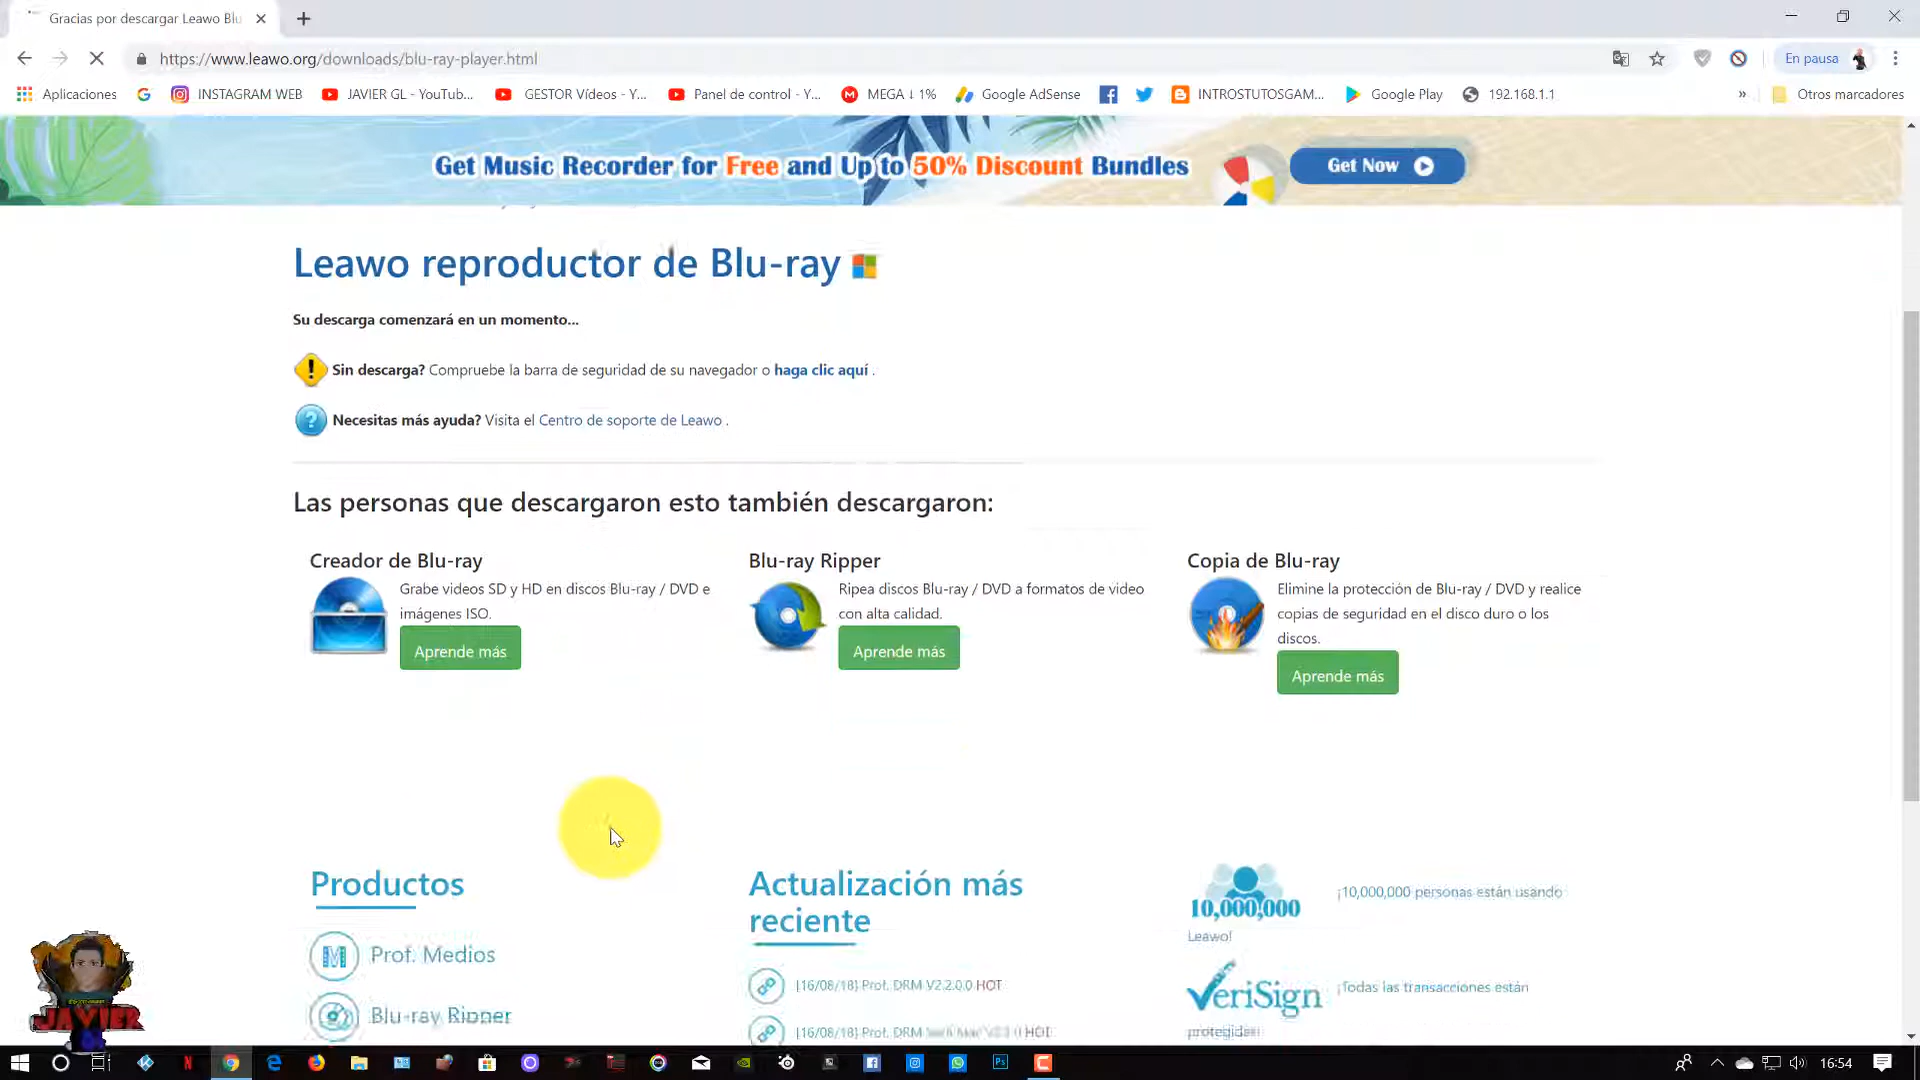 Gracias por descargar Leawo Blu
https://www.leawo.org/downloads/blu-ray-player.html
En pausa
Aplicaciones
INSTAGRAM WEB
JAVIER GL - YouTub...
GESTOR Vídeos - Y...
Panel de control - Y...
MEGA ↓ 1%
Google AdSense
INTROSTUTOSGAM...
Google Play
192.168.1.1
»
Otros marcadores
Get Music Recorder for Free and Up to 50% Discount Bundles
Get Now
Leawo reproductor de Blu-ray
Su descarga comenzará en un momento...
Sin descarga? Compruebe la barra de seguridad de su navegador o haga clic aquí .
Necesitas más ayuda? Visita el Centro de soporte de Leawo .
Las personas que descargaron esto también descargaron:
Creador de Blu-ray
Grabe videos SD y HD en discos Blu-ray / DVD e
imágenes ISO.
Aprende más
Blu-ray Ripper
Ripea discos Blu-ray / DVD a formatos de video
con alta calidad.
Aprende más
Copia de Blu-ray
Elimine la protección de Blu-ray / DVD y realice
copias de seguridad en el disco duro o los
discos.
Aprende más
Productos
Prof. Medios
Blu-ray Ripper
Actualización más
reciente
[16/08/18] Prof. DRM V2.2.0.0 HOT
[16/08/18] Prof. DRM HOT
10,000,000
¡10,000,000 personas están usando
Leawo!
VeriSign
¡Todas las transacciones están
protegidas!
JAVIER
16:54